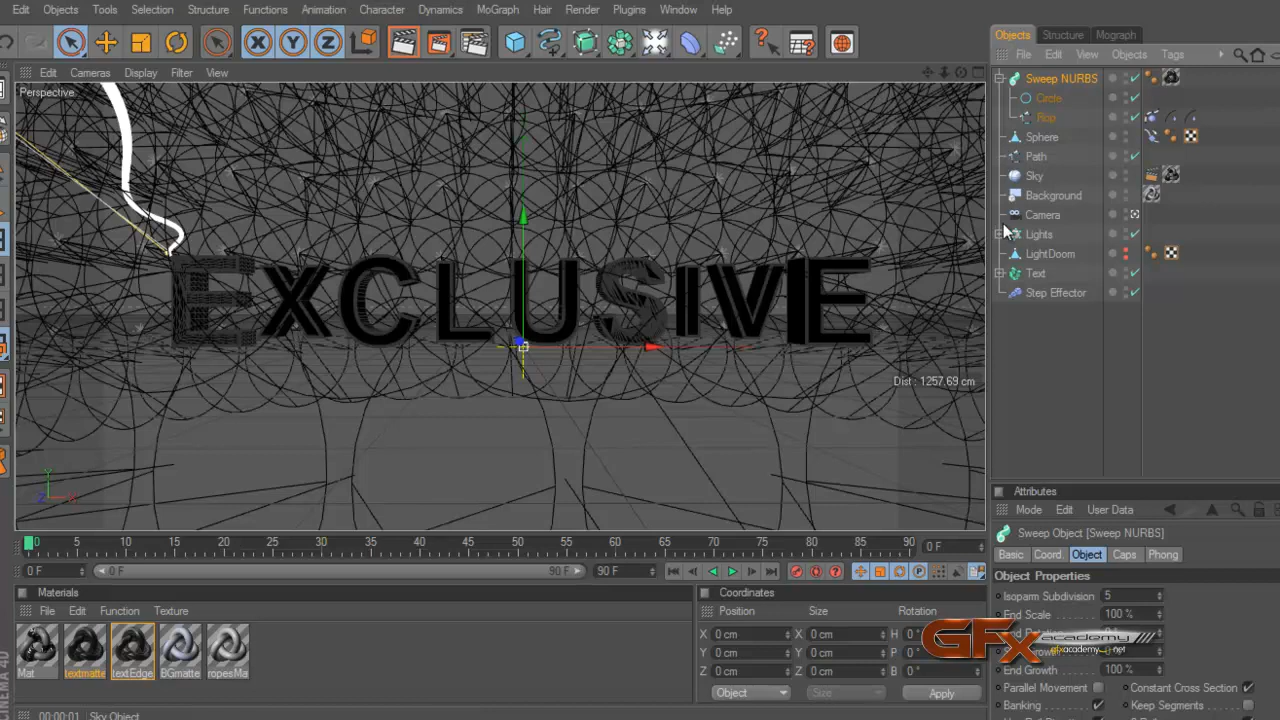 Edit Objects Tools Selection Structure Functions Animation Character Dynamics MoGraph Hair Render Plugins Window Help
Objects Structure Mograph
File Edit View Objects Tags
Edit Cameras Display Filter View
Perspective
Sweep NURBS
Circle
Rop
Sphere
Path
Sky
Background
Camera
Lights
LightDoom
Text
Step Effector
EXCLUSIVE
Dist : 1257.69 cm
Y
Z X
Attributes
Mode Edit User Data
Sweep Object [Sweep NURBS]
Basic Coord. Object Caps Phong
Object Properties
Isoparm Subdivision 5
End Scale 100 %
End Growth 100 %
Parallel Movement Constant Cross Section
Banking Keep Segments
0 5 10 15 20 25 30 35 40 45 50 55 60 65 70 75 80 85 90 0 F
0 F 0 F 90 F 90 F
Materials
File Edit Function Texture
Mat textmatte textEdge BGmatte ropesMa
Coordinates
Position Size Rotation
X 0 cm X 0 cm H 0 °
Y 0 cm Y 0 cm P 0 °
Z 0 cm Z 0 cm B 0 °
Object Size Apply
GFx academy
gfxacademy.net
CINEMA 4D
00:00:01 Sky Object